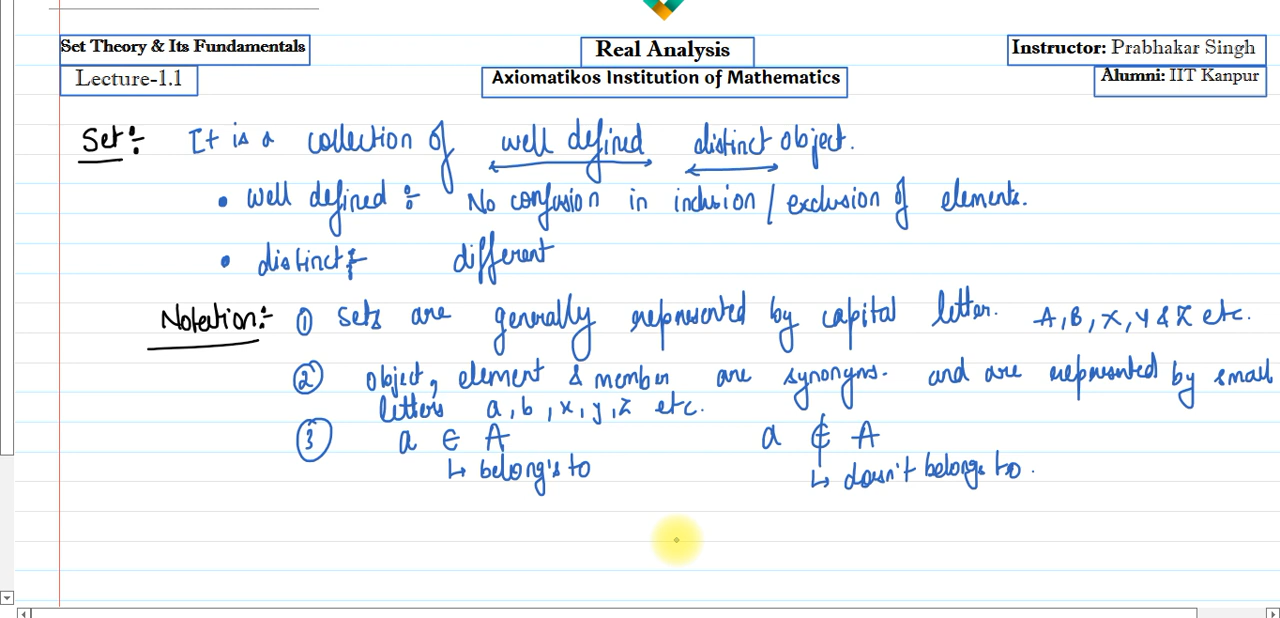 Set Theory & Its Fundamentals
Real Analysis
Instructor: Prabhakar Singh
Lecture-1.1
Axiomatikos Institution of Mathematics
Alumni: IIT Kanpur
Set :- It is a collection of well defined distinct object.
• well defined :- No confusion in inclusion / exclusion of elements.
• distinct :- different
Notation :- ① Sets are generally represented by capital letter. A, B, X, Y & Z etc.
② object, element & member are synonyms. and are represented by small
letters a, b, x, y, z etc.
③ a ∈ A a ∉ A
↳ belong's to ↳ doesn't belongs to.